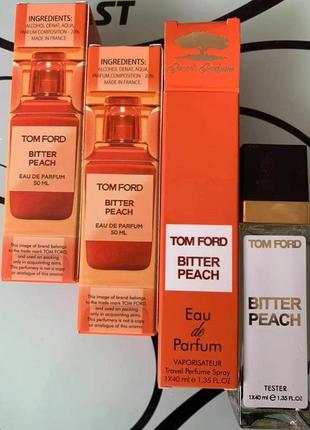 AST
INGREDIENTS:
ALCOHOL DENAT, AQUA,
PARFUM COMPOSITION - 20%
MADE IN FRANCE.
TOM FORD
BITTER
PEACH
EAU DE PARFUM
50 ML
This image of brand
belongs to the trade
mark TOM FORD
and used on packing
only in acquainting
aims. This perfumery
is not a copy or
analogue of this aroma
INGREDIENTS:
ALCOHOL DENAT, AQUA,
PARFUM COMPOSITION - 20%
MADE IN FRANCE.
TOM FORD
BITTER
PEACH
EAU DE PARFUM
50 ML
This image of brand belongs
to the trade mark TOM FORD
and used on packing only
in acquainting aims.
This perfumery is not a copy
or analogue of this aroma
TOM FORD
BITTER
PEACH
Eau
de
Parfum
VAPORISATEUR
Travel Perfume Spray
1X40 ml e 1.35 FL.OZ
TOM FORD
BITTER
PEACH
TESTER
1X40 ml e 1.35 FL.OZ